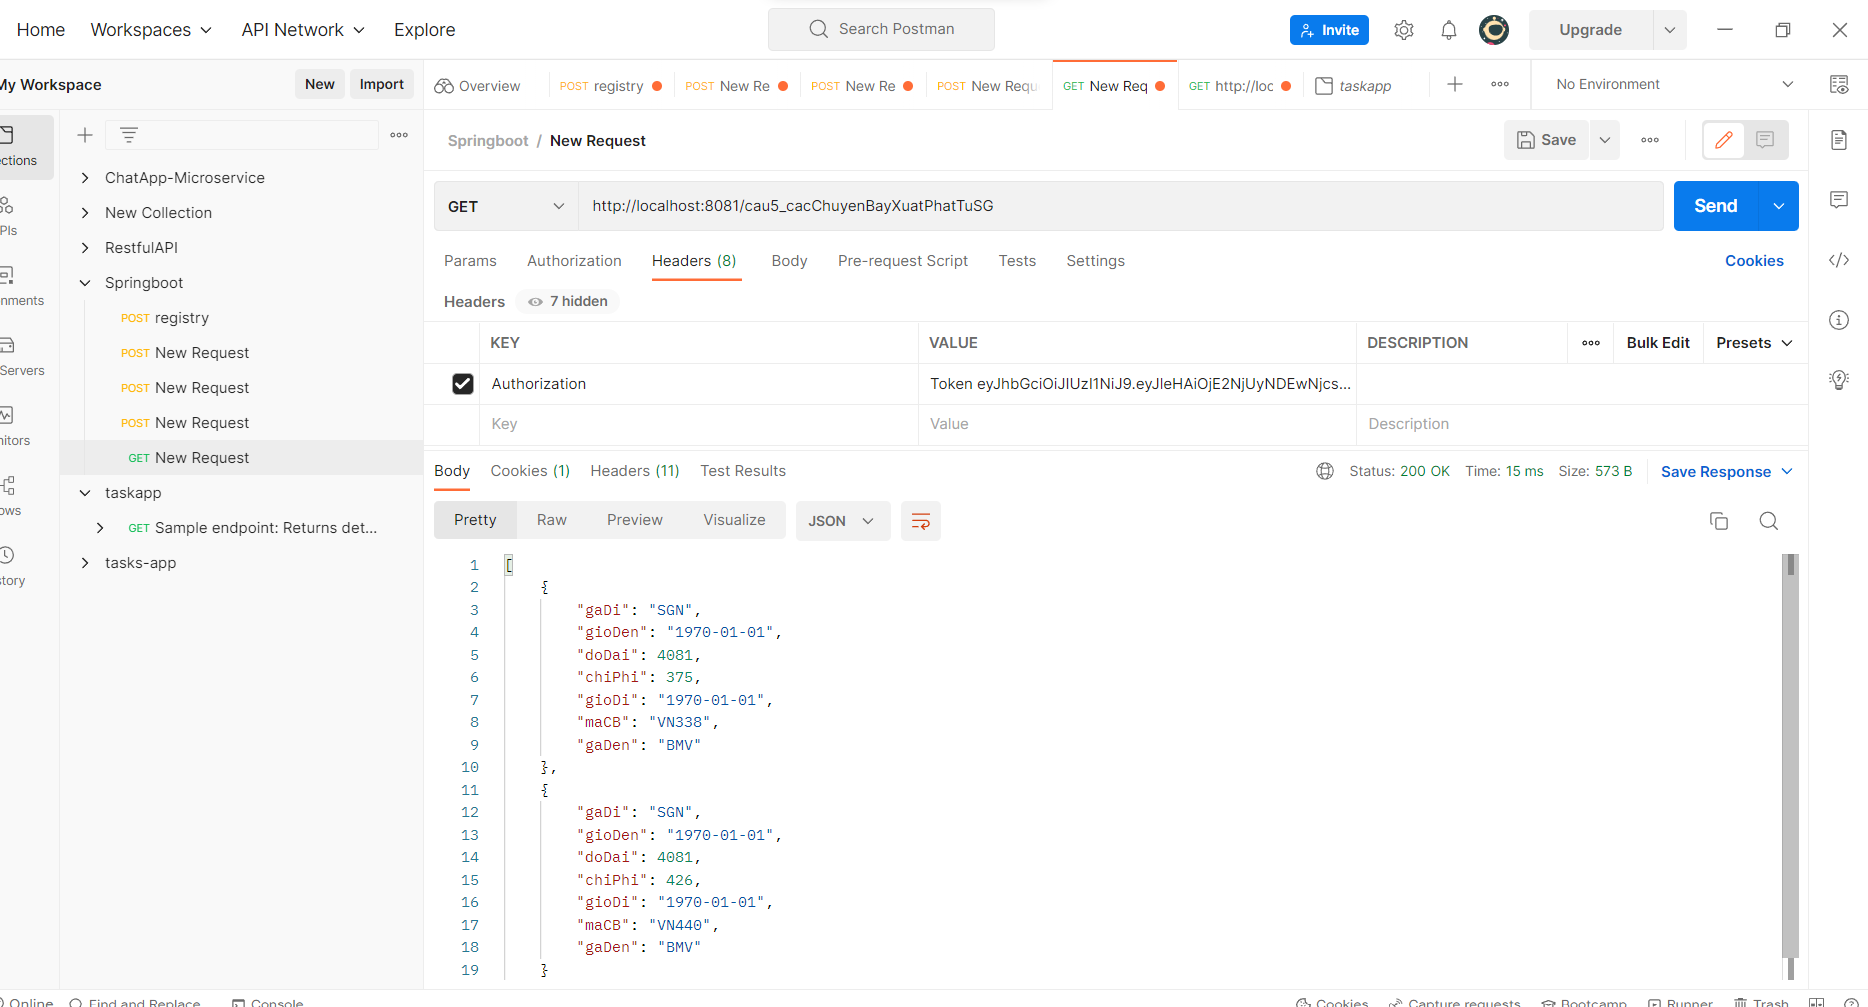 Home Workspaces API Network Explore Search Postman Invite Upgrade
My Workspace New Import Overview POST registry POST New Re POST New Re POST New Requ GET New Req GET http://loc taskapp No Environment
Springboot / New Request Save
ctions
ChatApp-Microservice
New Collection
RestfulAPI
Springboot
POST registry
POST New Request
POST New Request
POST New Request
GET New Request
taskapp
GET Sample endpoint: Returns det...
tasks-app
PIs
nments
Servers
nitors
ows
story
GET http://localhost:8081/cau5_cacChuyenBayXuatPhatTuSG Send
Params Authorization Headers (8) Body Pre-request Script Tests Settings Cookies
Headers 7 hidden
KEY VALUE DESCRIPTION Bulk Edit Presets
Authorization Token eyJhbGciOiJIUzI1NiJ9.eyJleHAiOjE2NjUyNDEwNjcs...
Key Value Description
Body Cookies (1) Headers (11) Test Results Status: 200 OK Time: 15 ms Size: 573 B Save Response
Pretty Raw Preview Visualize JSON
1 [
2 {
3 "gaDi": "SGN",
4 "gioDen": "1970-01-01",
5 "doDai": 4081,
6 "chiPhi": 375,
7 "gioDi": "1970-01-01",
8 "maCB": "VN338",
9 "gaDen": "BMV"
10 },
11 {
12 "gaDi": "SGN",
13 "gioDen": "1970-01-01",
14 "doDai": 4081,
15 "chiPhi": 426,
16 "gioDi": "1970-01-01",
17 "maCB": "VN440",
18 "gaDen": "BMV"
19 }
Online Find and Replace Console Cookies Capture requests Bootcamp Runner Trash